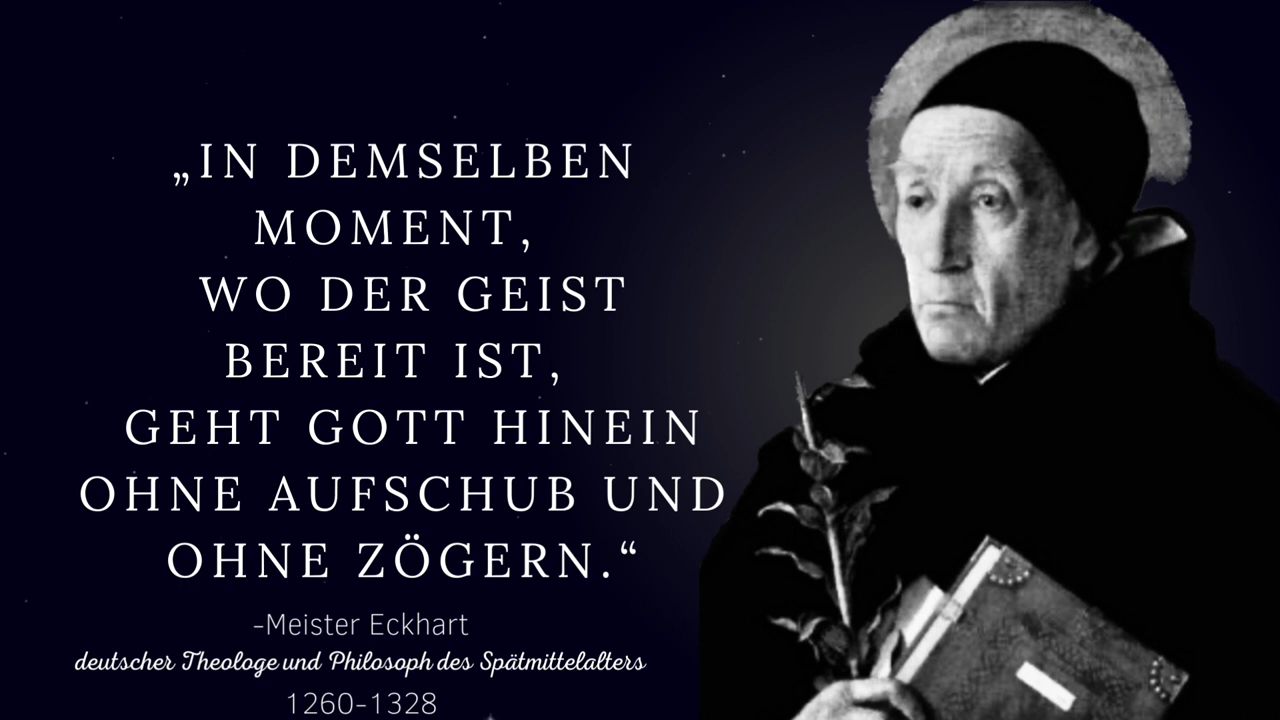 „IN DEMSELBEN
MOMENT,
WO DER GEIST
BEREIT IST,
GEHT GOTT HINEIN
OHNE AUFSCHUB UND
OHNE ZÖGERN.“
-Meister Eckhart
deutscher Theologe und Philosoph des Spätmittelalters
1260-1328